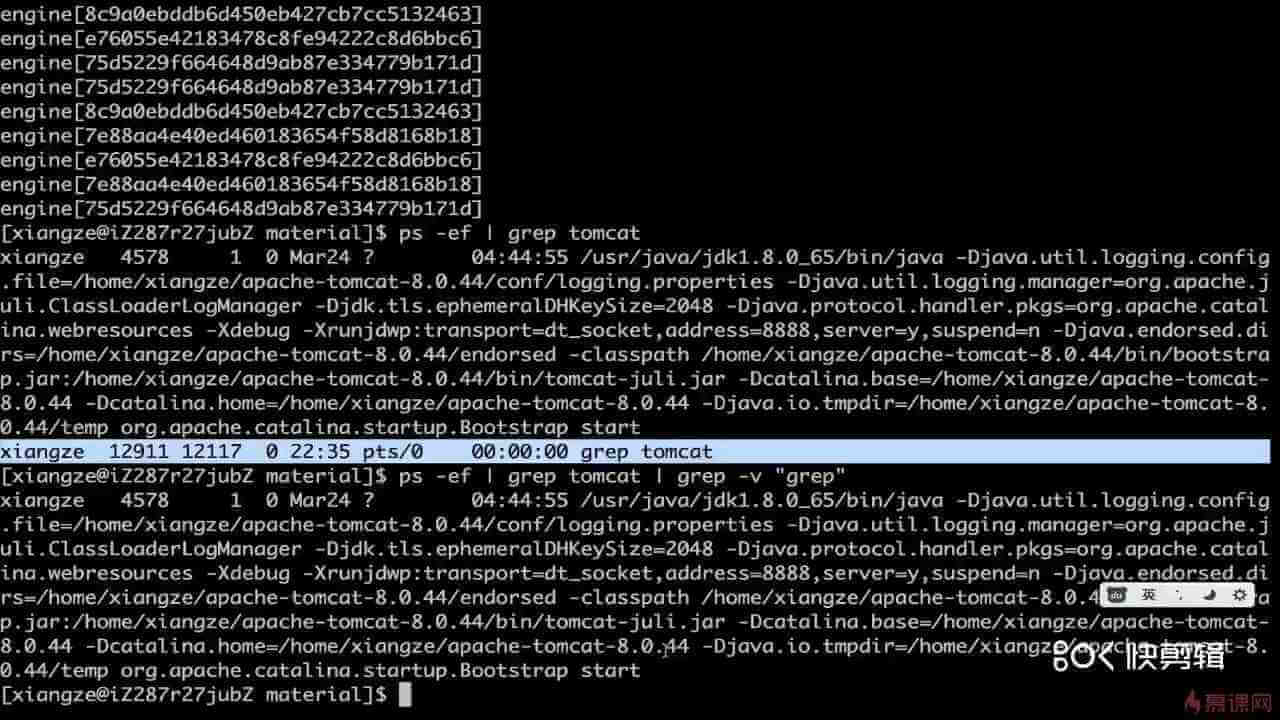 engine[8c9a0ebddb6d450eb427cb7cc5132463]
engine[e76055e42183478c8fe94222c8d6bbc6]
engine[75d5229f664648d9ab87e334779b171d]
engine[75d5229f664648d9ab87e334779b171d]
engine[8c9a0ebddb6d450eb427cb7cc5132463]
engine[7e88aa4e40ed460183654f58d8168b18]
engine[e76055e42183478c8fe94222c8d6bbc6]
engine[7e88aa4e40ed460183654f58d8168b18]
engine[75d5229f664648d9ab87e334779b171d]
[xiangze@iZ287r27jubZ material]$ ps -ef | grep tomcat
xiangze   4578     1  0 Mar24 ?        04:44:55 /usr/java/jdk1.8.0_65/bin/java -Djava.util.logging.config
.file=/home/xiangze/apache-tomcat-8.0.44/conf/logging.properties -Djava.util.logging.manager=org.apache.j
uli.ClassLoaderLogManager -Djdk.tls.ephemeralDHKeySize=2048 -Djava.protocol.handler.pkgs=org.apache.catal
ina.webresources -Xdebug -Xrunjdwp:transport=dt_socket,address=8888,server=y,suspend=n -Djava.endorsed.di
rs=/home/xiangze/apache-tomcat-8.0.44/endorsed -classpath /home/xiangze/apache-tomcat-8.0.44/bin/bootstra
p.jar:/home/xiangze/apache-tomcat-8.0.44/bin/tomcat-juli.jar -Dcatalina.base=/home/xiangze/apache-tomcat-
8.0.44 -Dcatalina.home=/home/xiangze/apache-tomcat-8.0.44 -Djava.io.tmpdir=/home/xiangze/apache-tomcat-8.
0.44/temp org.apache.catalina.startup.Bootstrap start
xiangze  12911 12117  0 22:35 pts/0    00:00:00 grep tomcat
[xiangze@iZ287r27jubZ material]$ ps -ef | grep tomcat | grep -v "grep"
xiangze   4578     1  0 Mar24 ?        04:44:55 /usr/java/jdk1.8.0_65/bin/java -Djava.util.logging.config
.file=/home/xiangze/apache-tomcat-8.0.44/conf/logging.properties -Djava.util.logging.manager=org.apache.j
uli.ClassLoaderLogManager -Djdk.tls.ephemeralDHKeySize=2048 -Djava.protocol.handler.pkgs=org.apache.catal
ina.webresources -Xdebug -Xrunjdwp:transport=dt_socket,address=8888,server=y,suspend=n -Djava.endorsed.di
rs=/home/xiangze/apache-tomcat-8.0.44/endorsed -classpath /home/xiangze/apache-tomcat-8.0.4
英
p.jar:/home/xiangze/apache-tomcat-8.0.44/bin/tomcat-juli.jar -Dcatalina.base=/home/xiangze/apache-tomcat-
8.0.44 -Dcatalina.home=/home/xiangze/apache-tomcat-8.0.44 -Djava.io.tmpdir=/home/xiangze/apache-tomcat-8.
0.44/temp org.apache.catalina.startup.Bootstrap start
快剪辑
[xiangze@iZ287r27jubZ material]$
慕课网